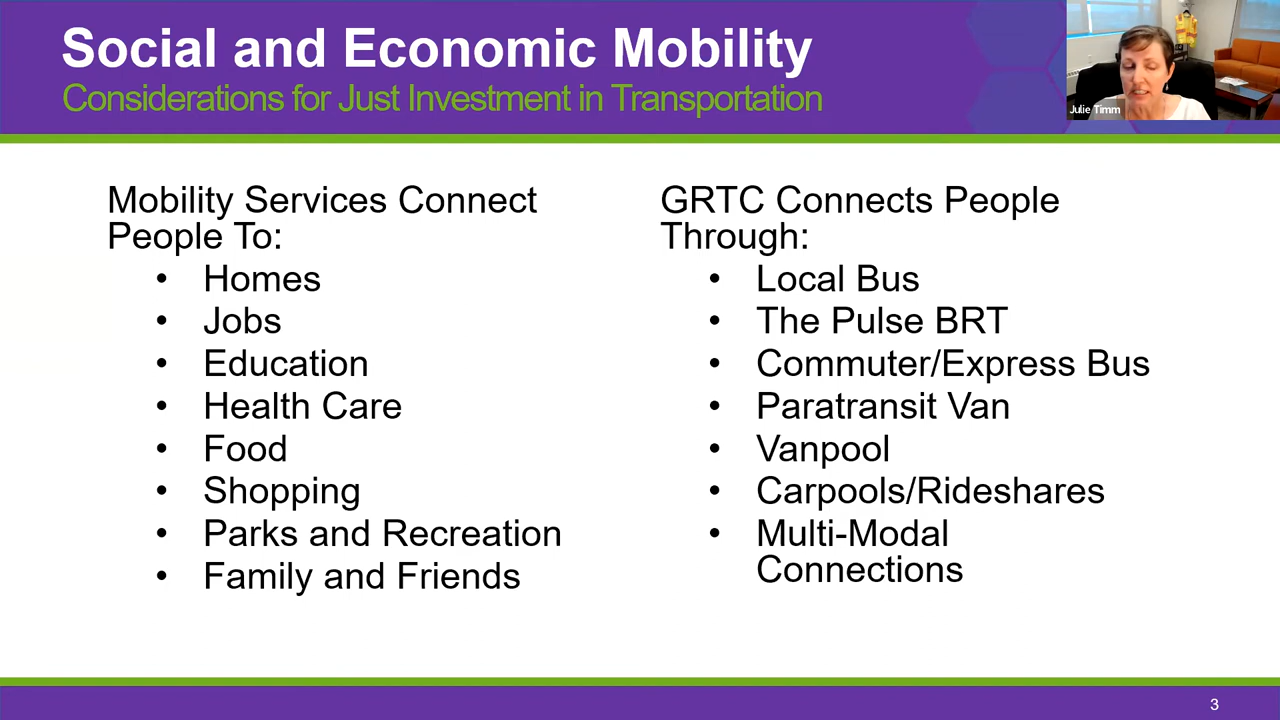 Social and Economic Mobility
Considerations for Just Investment in Transportation
Julie Timm
Mobility Services Connect
People To:
• Homes
• Jobs
• Education
• Health Care
• Food
• Shopping
• Parks and Recreation
• Family and Friends
GRTC Connects People
Through:
• Local Bus
• The Pulse BRT
• Commuter/Express Bus
• Paratransit Van
• Vanpool
• Carpools/Rideshares
• Multi-Modal
Connections
3